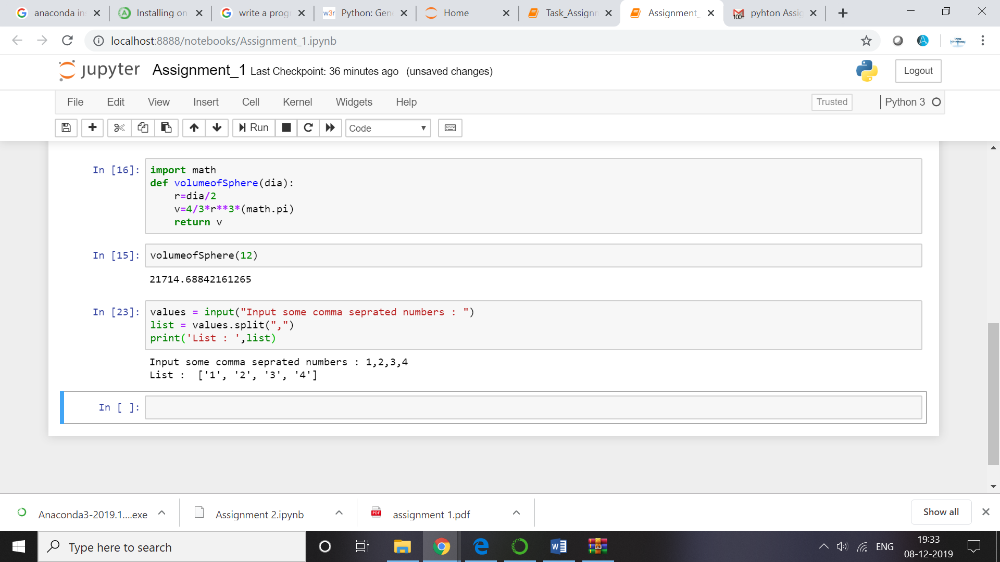 anaconda in
Installing on
write a prog
w3r Python: Gen
Home
Task_Assignm
Assignment_
pyhton Assig
localhost:8888/notebooks/Assignment_1.ipynb
jupyter Assignment_1 Last Checkpoint: 36 minutes ago (unsaved changes)
Logout
File Edit View Insert Cell Kernel Widgets Help
Trusted
Python 3
Run
Code
In [16]:
import math
def volumeofSphere(dia):
    r=dia/2
    v=4/3*r**3*(math.pi)
    return v
In [15]:
volumeofSphere(12)
21714.68842161265
In [23]:
values = input("Input some comma seprated numbers : ")
list = values.split(",")
print('List : ',list)
Input some comma seprated numbers : 1,2,3,4
List :  ['1', '2', '3', '4']
In [ ]:
Anaconda3-2019.1....exe
Assignment 2.ipynb
PDF assignment 1.pdf
Show all
Type here to search
ENG
19:33
08-12-2019